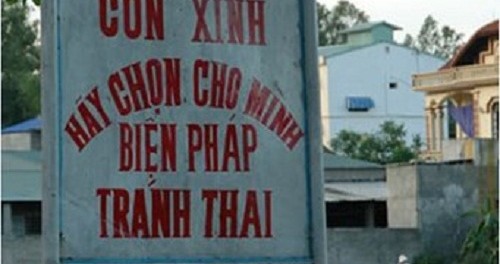 CON XINH
HÃY CHỌN CHO MÌNH
BIỆN PHÁP
TRÁNH THAI